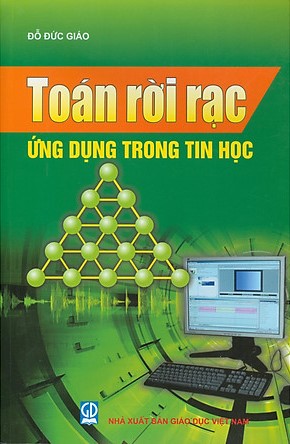 ĐỖ ĐỨC GIÁO
Toán rời rạc
ỨNG DỤNG TRONG TIN HỌC
NHÀ XUẤT BẢN GIÁO DỤC VIỆT NAM